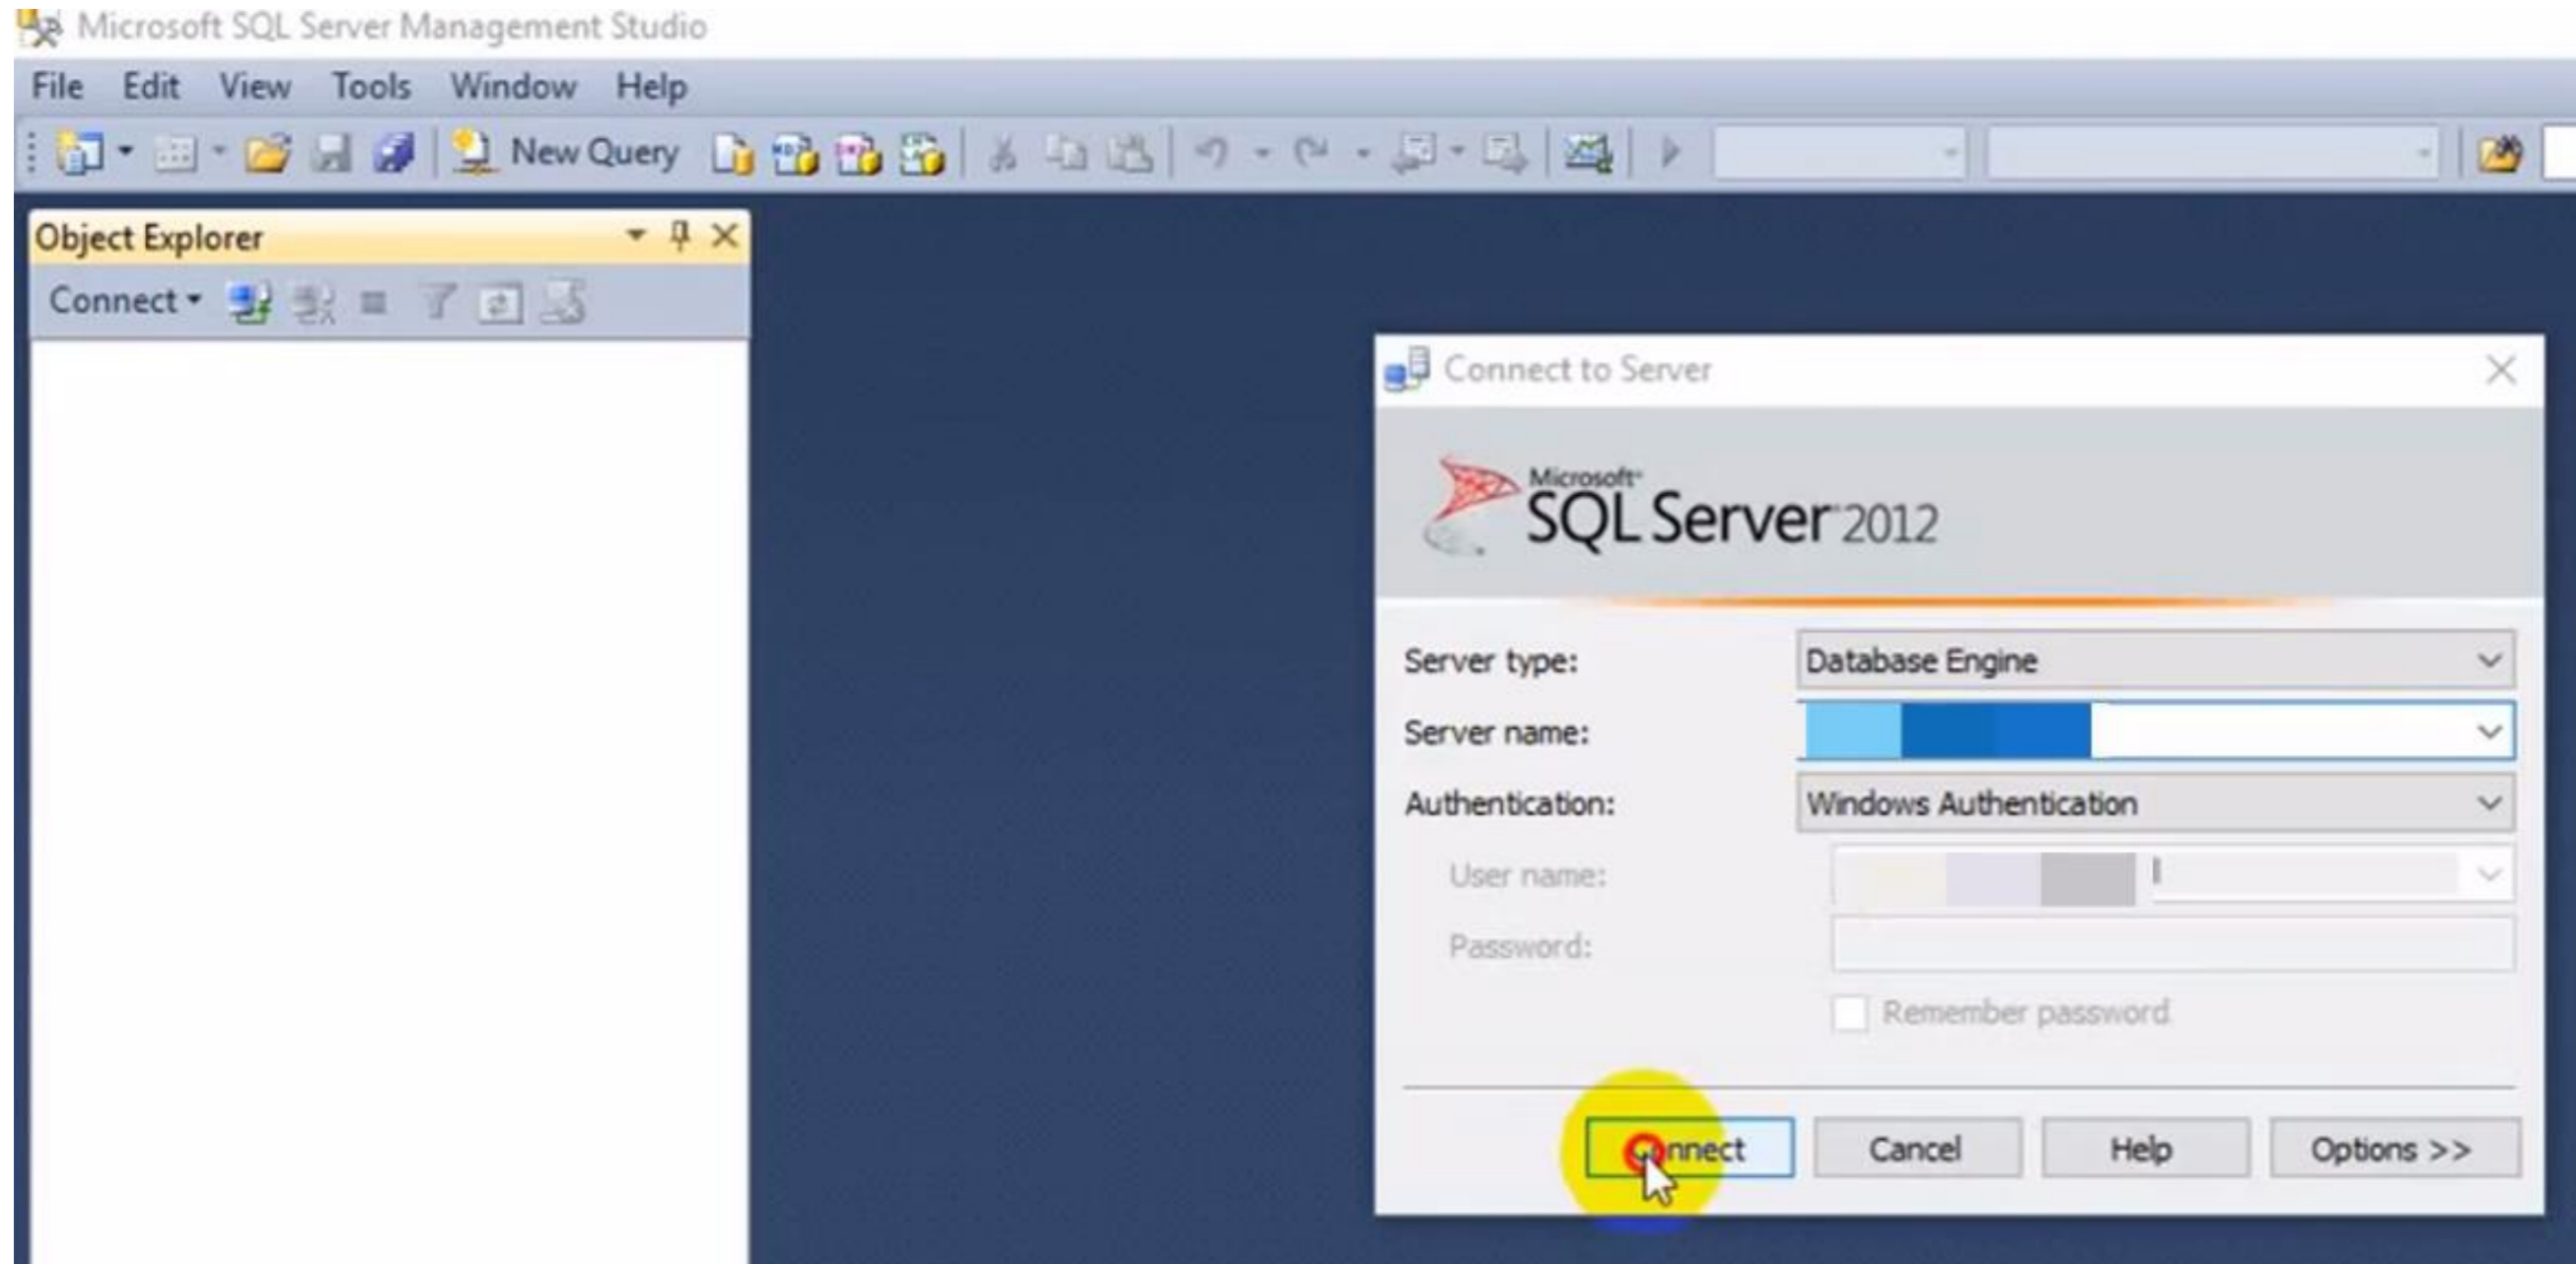 Microsoft SQL Server Management Studio
File Edit View Tools Window Help
New Query
Object Explorer
Connect
Connect to Server
Microsoft
SQL Server 2012
Server type: Database Engine
Server name:
Authentication: Windows Authentication
User name:
Password:
Remember password
Connect Cancel Help Options >>